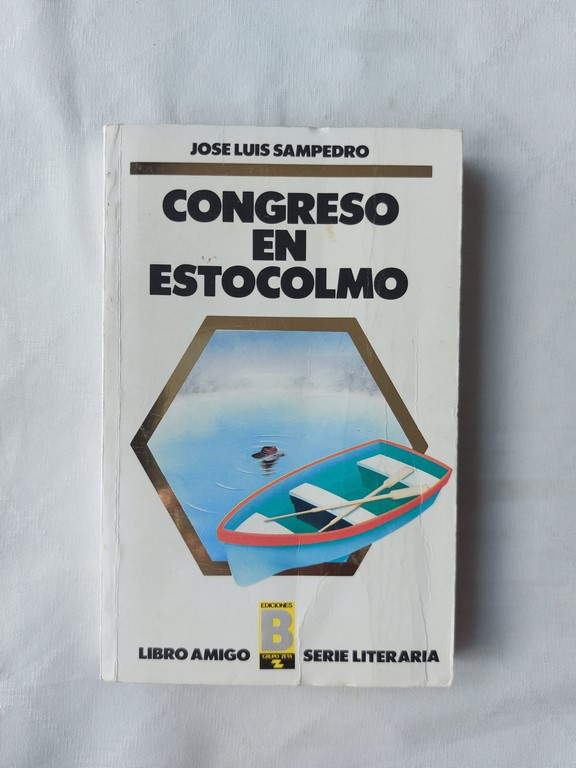 JOSE LUIS SAMPEDRO
CONGRESO
EN
ESTOCOLMO
EDICIONES
B
GRUPO ZETA
Z
LIBRO AMIGO SERIE LITERARIA